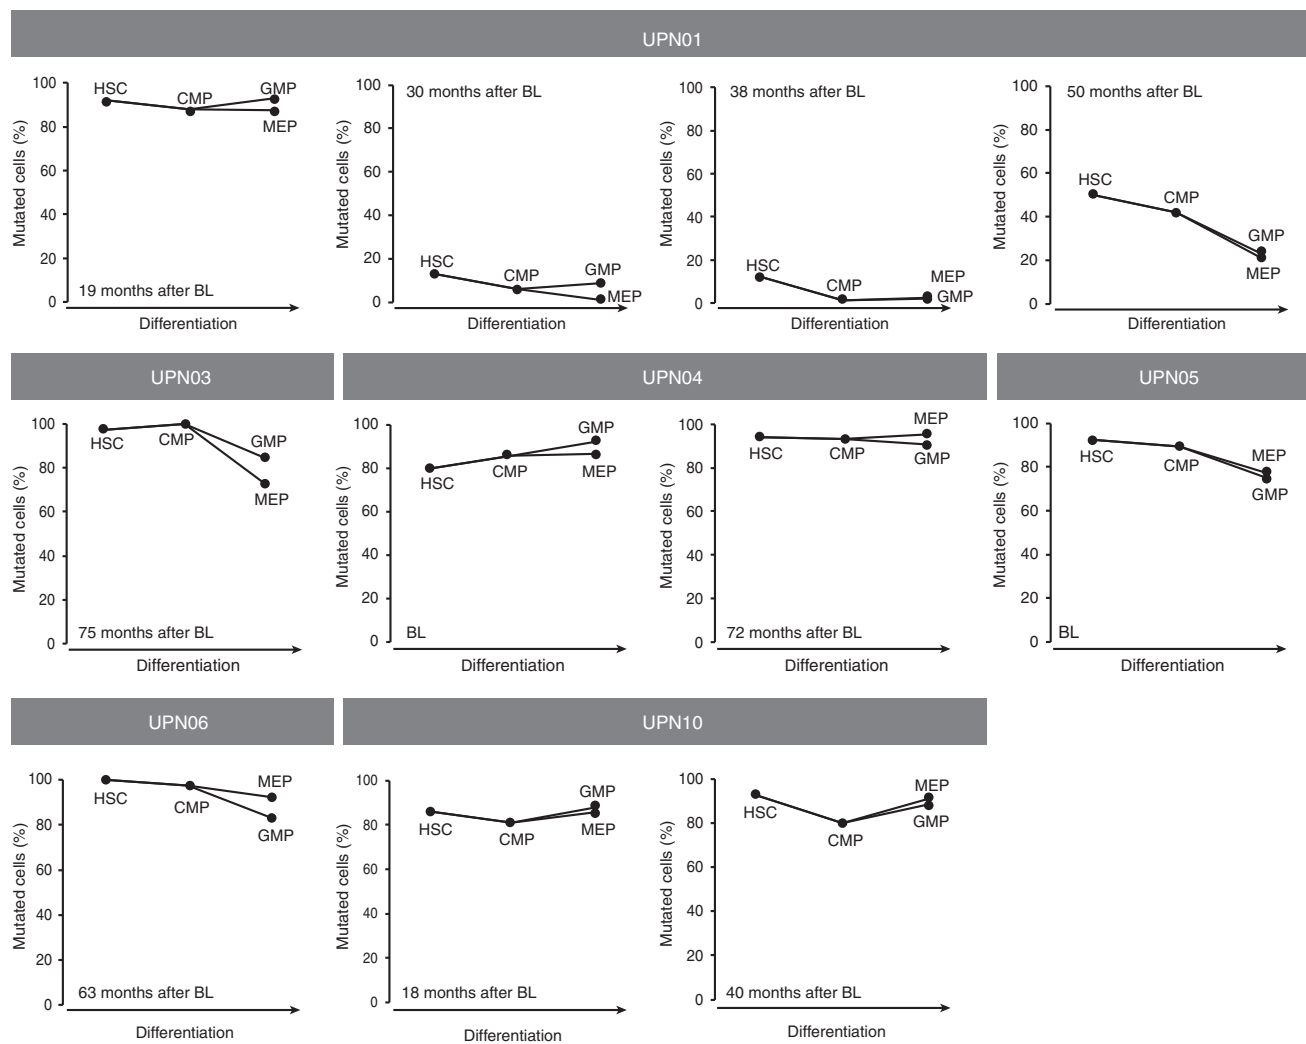 UPN01
Mutated cells (%)
100
80
60
40
20
0
HSC
CMP
GMP
MEP
19 months after BL
Differentiation
Mutated cells (%)
100
80
60
40
20
0
30 months after BL
HSC
CMP
GMP
MEP
Differentiation
Mutated cells (%)
100
80
60
40
20
0
38 months after BL
HSC
CMP
MEP
GMP
Differentiation
Mutated cells (%)
100
80
60
40
20
0
50 months after BL
HSC
CMP
GMP
MEP
Differentiation
UPN03
Mutated cells (%)
100
80
60
40
20
0
HSC
CMP
GMP
MEP
75 months after BL
Differentiation
UPN04
Mutated cells (%)
100
80
60
40
20
0
HSC
CMP
GMP
MEP
BL
Differentiation
Mutated cells (%)
100
80
60
40
20
0
HSC
CMP
MEP
GMP
72 months after BL
Differentiation
UPN05
Mutated cells (%)
100
80
60
40
20
0
HSC
CMP
MEP
GMP
BL
Differentiation
UPN06
Mutated cells (%)
100
80
60
40
20
0
HSC
CMP
MEP
GMP
63 months after BL
Differentiation
UPN10
Mutated cells (%)
100
80
60
40
20
0
HSC
CMP
GMP
MEP
18 months after BL
Differentiation
Mutated cells (%)
100
80
60
40
20
0
HSC
CMP
MEP
GMP
40 months after BL
Differentiation